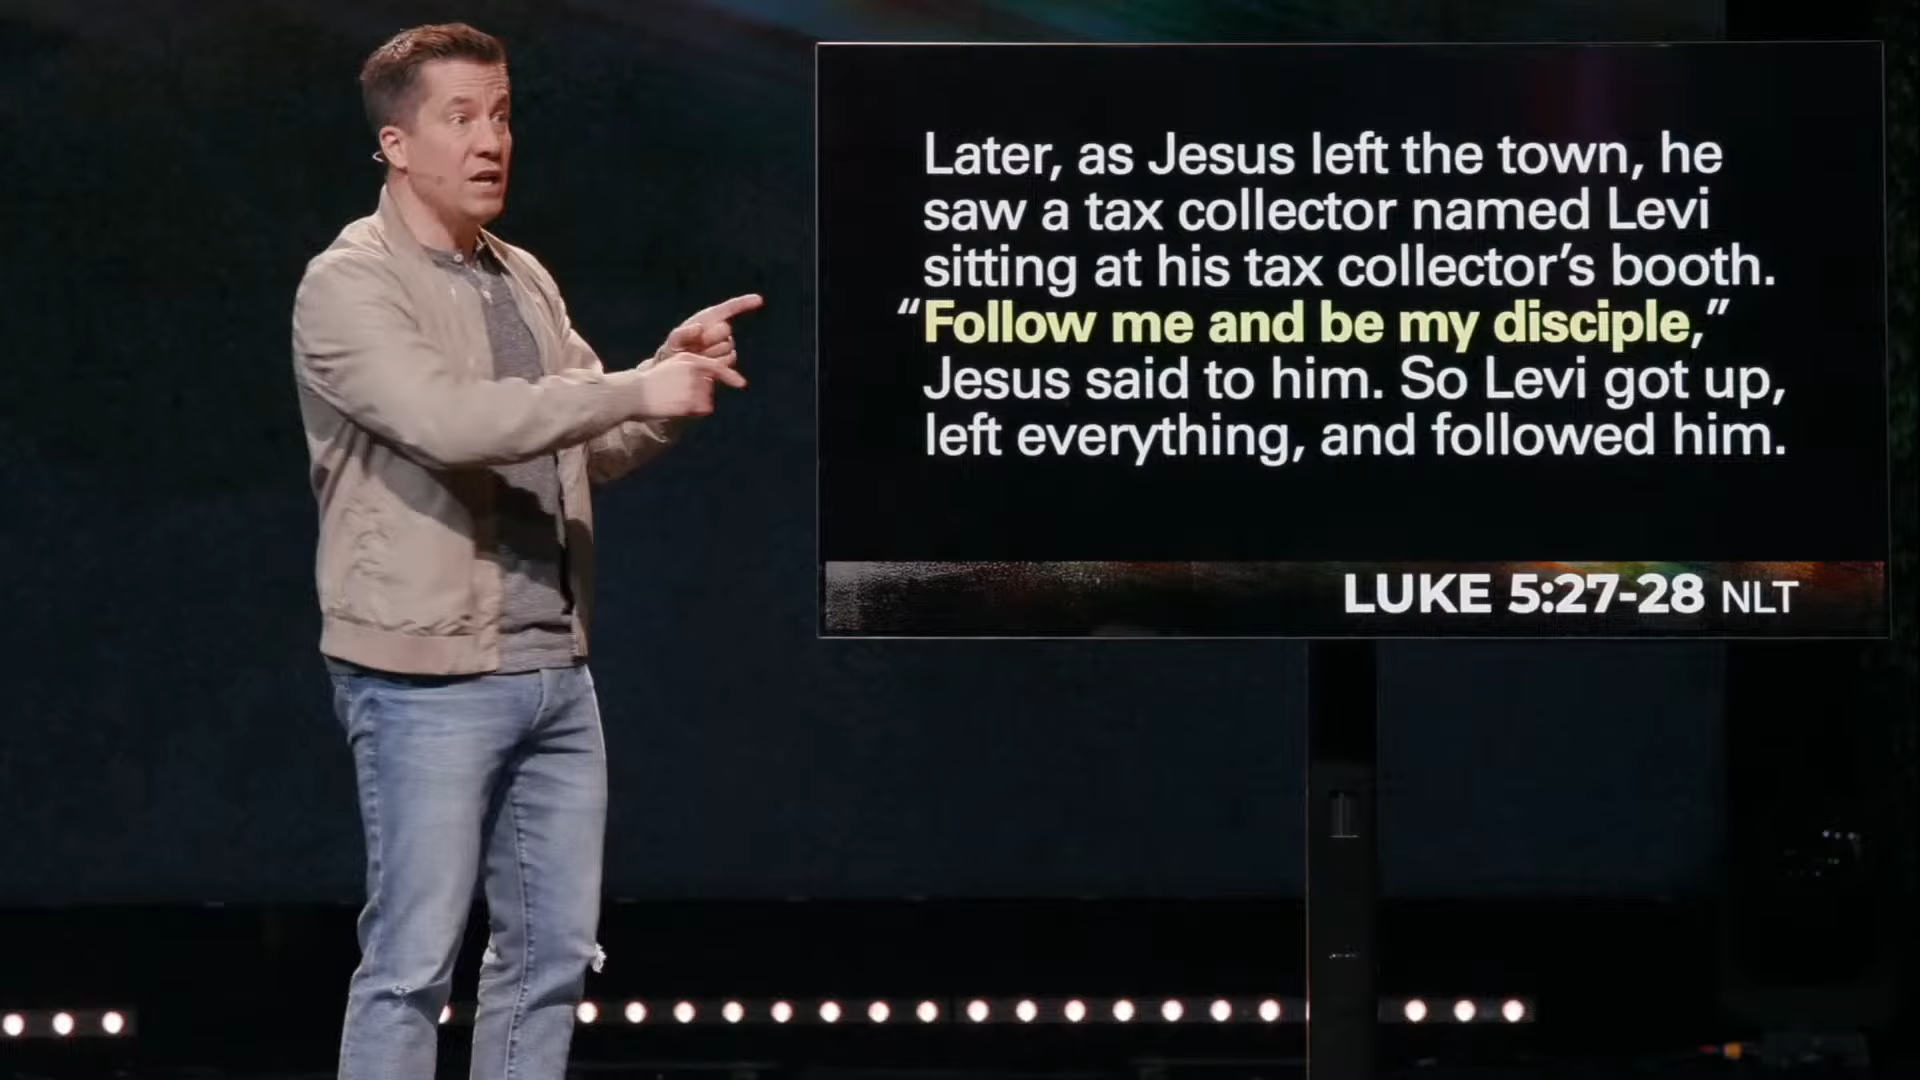 Later, as Jesus left the town, he
saw a tax collector named Levi
sitting at his tax collector’s booth.
“Follow me and be my disciple,”
Jesus said to him. So Levi got up,
left everything, and followed him.
LUKE 5:27-28 NLT